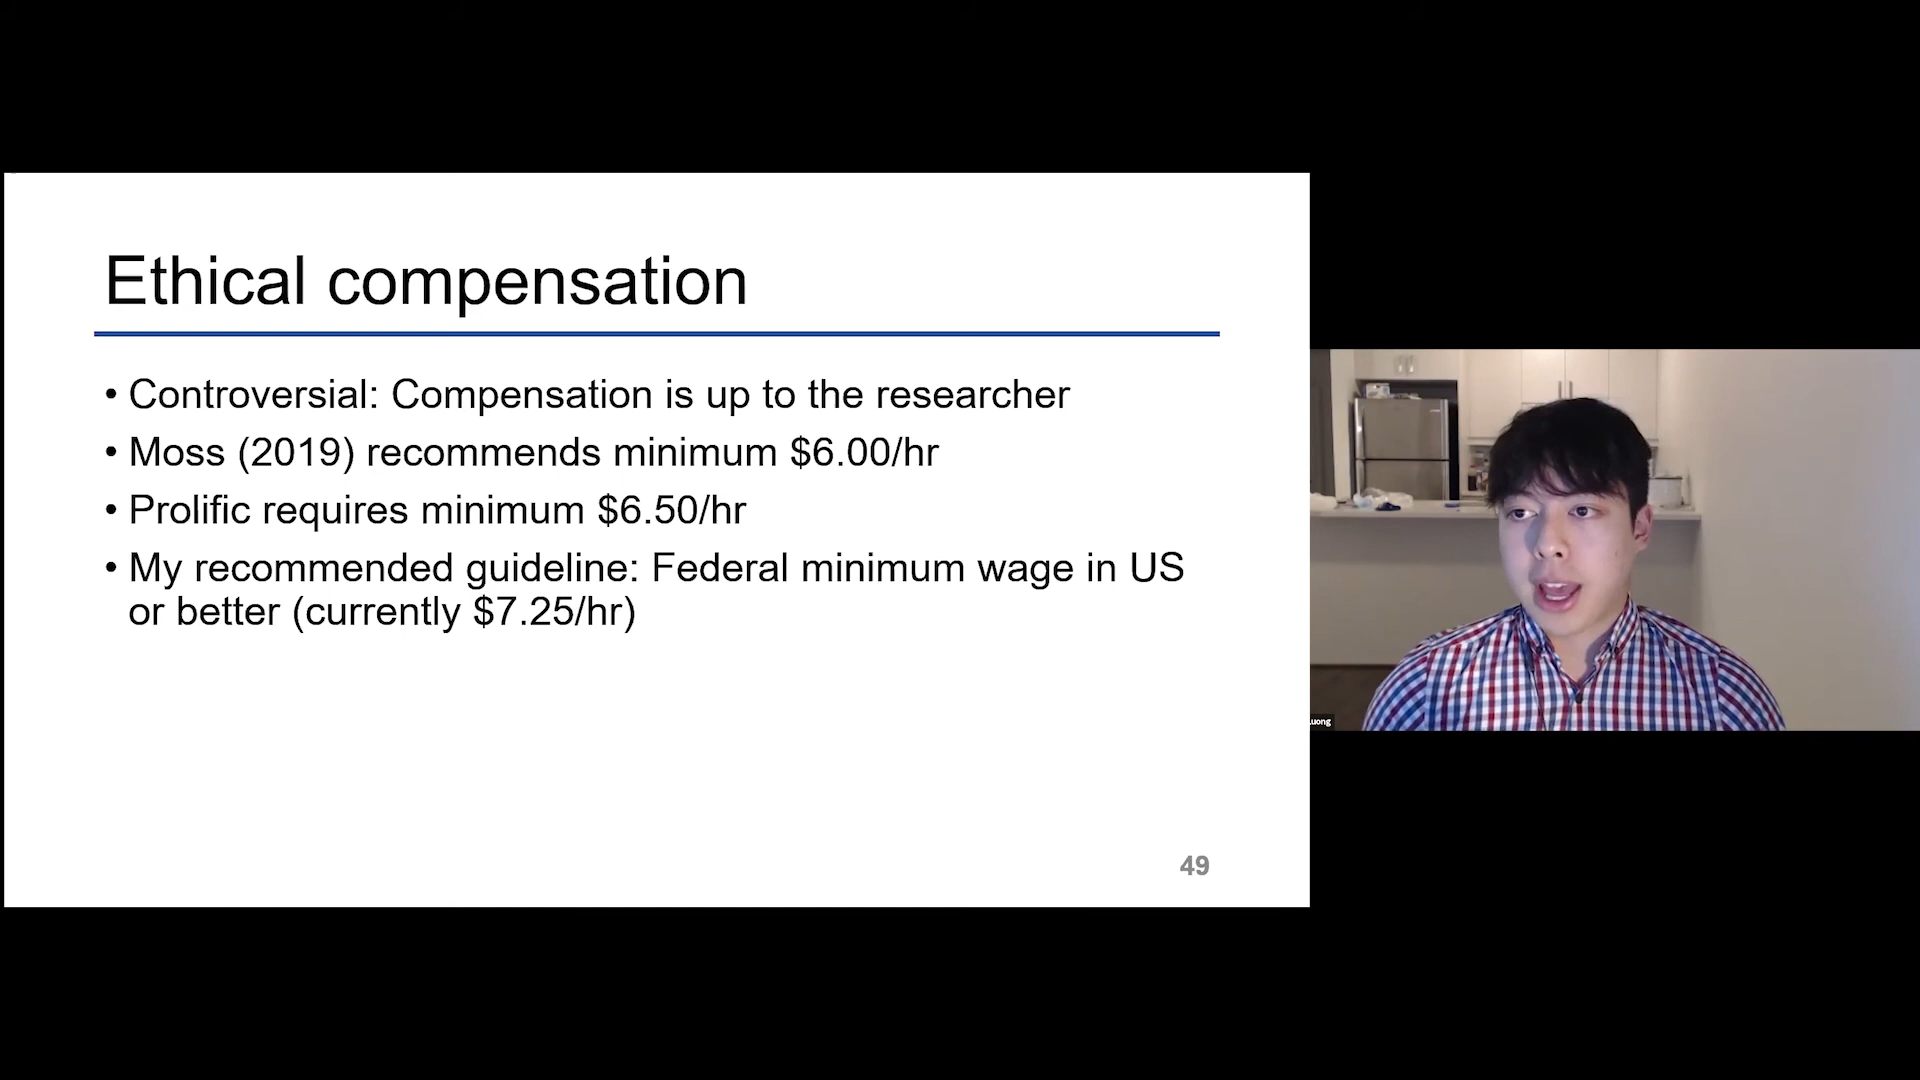 Ethical compensation
• Controversial: Compensation is up to the researcher
• Moss (2019) recommends minimum $6.00/hr
• Prolific requires minimum $6.50/hr
• My recommended guideline: Federal minimum wage in US
or better (currently $7.25/hr)
49
Luong